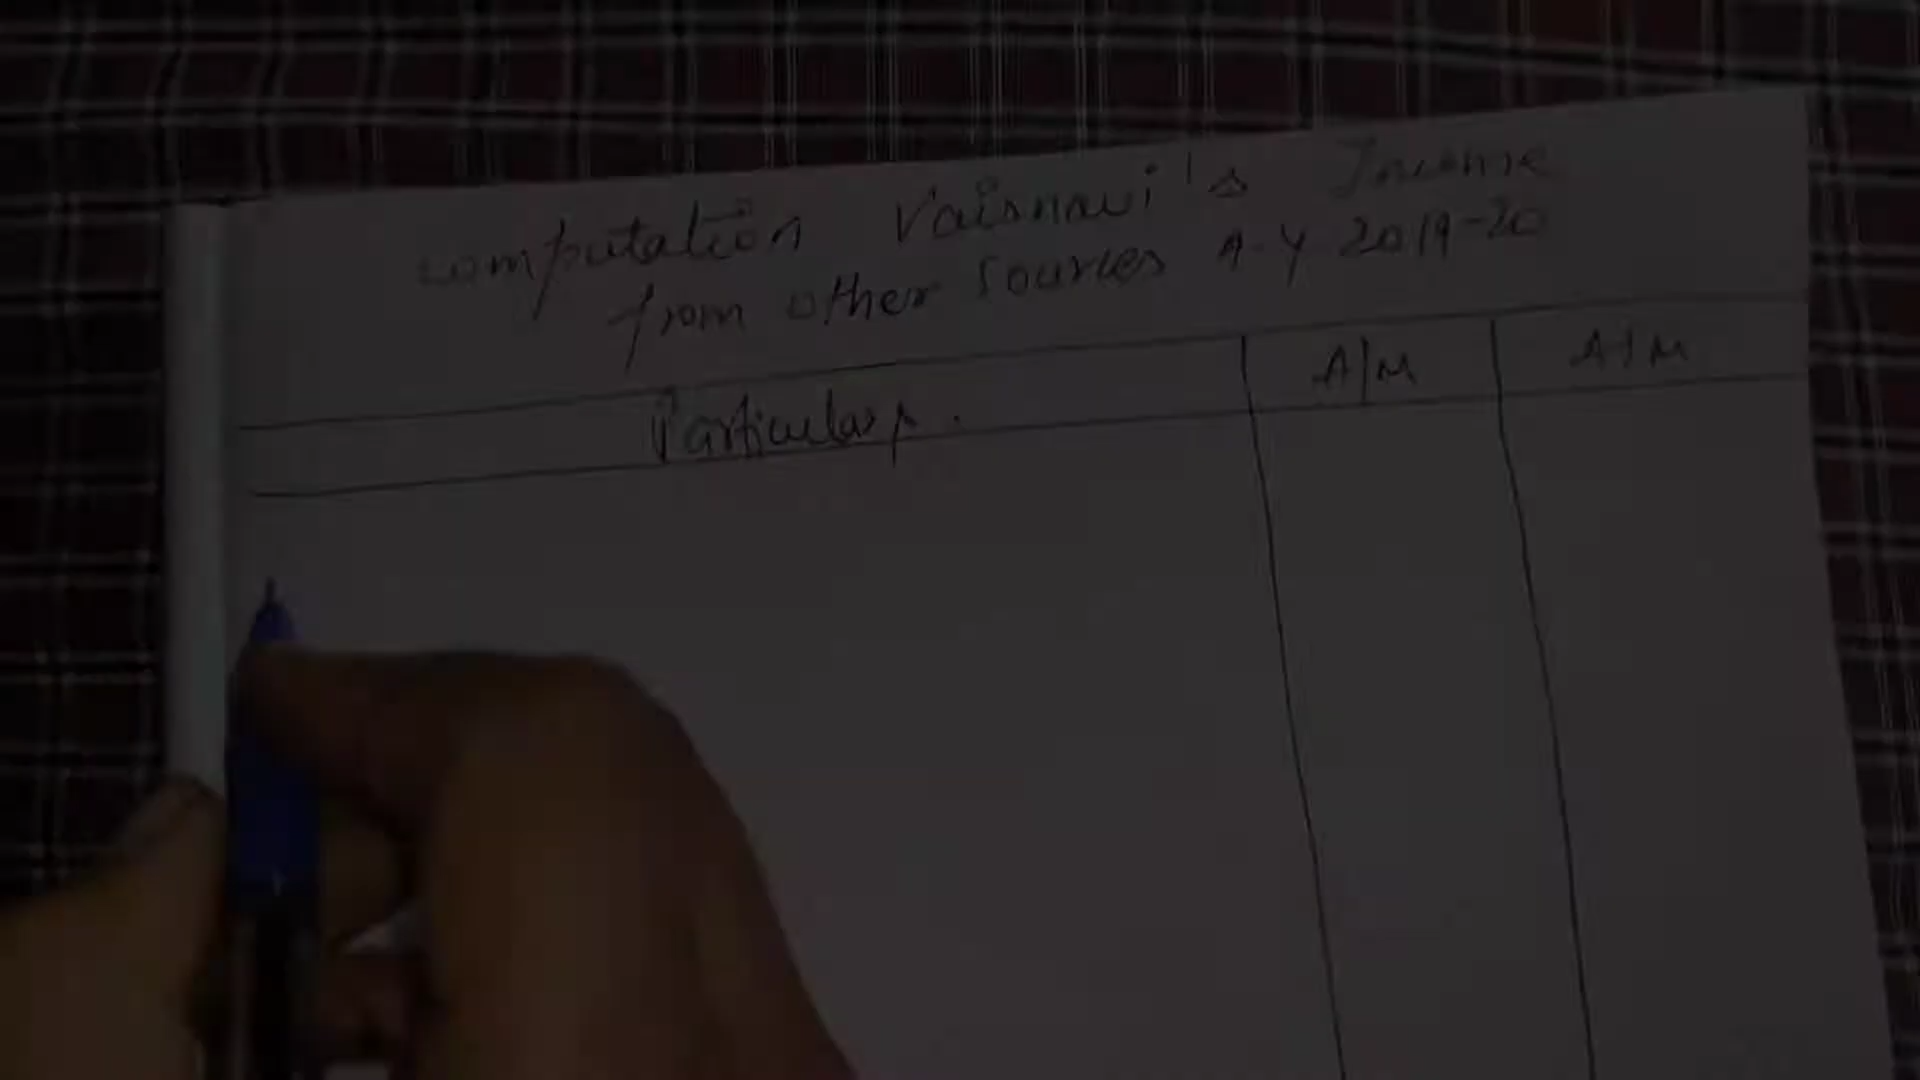 computation Vaisnavi's Income
from other sources A.Y 2019-20
Particulars. A/M A/M